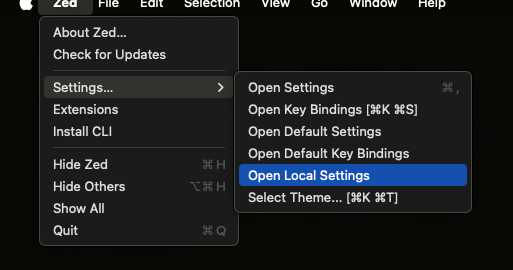 Zed File Edit Selection View Go Window Help
About Zed...
Check for Updates
Settings...
Extensions
Install CLI
Hide Zed ⌘H
Hide Others ⌥⌘H
Show All
Quit ⌘Q
Open Settings ⌘,
Open Key Bindings [⌘K ⌘S]
Open Default Settings
Open Default Key Bindings
Open Local Settings
Select Theme... [⌘K ⌘T]